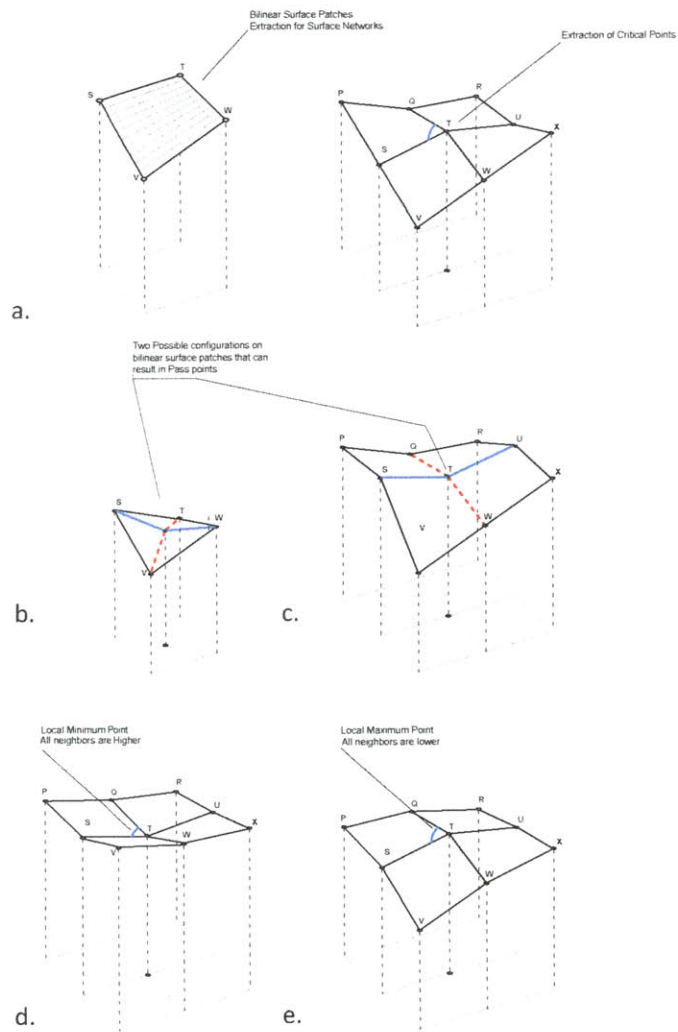 Bilinear Surface Patches
Extraction for Surface Networks
Extraction of Critical Points
T
S
W
V
R
P
Q
U
T
X
S
W
V
a.
Two Possible configurations on
bilinear surface patches that can
result in Pass points
R
U
P
Q
S
T
X
S
T
W
W
V
V
b.
c.
Local Minimum Point
All neighbors are Higher
Local Maximum Point
All neighbors are lower
R
P
Q
U
X
S
T
W
V
R
Q
P
U
T
X
S
W
V
d.
e.